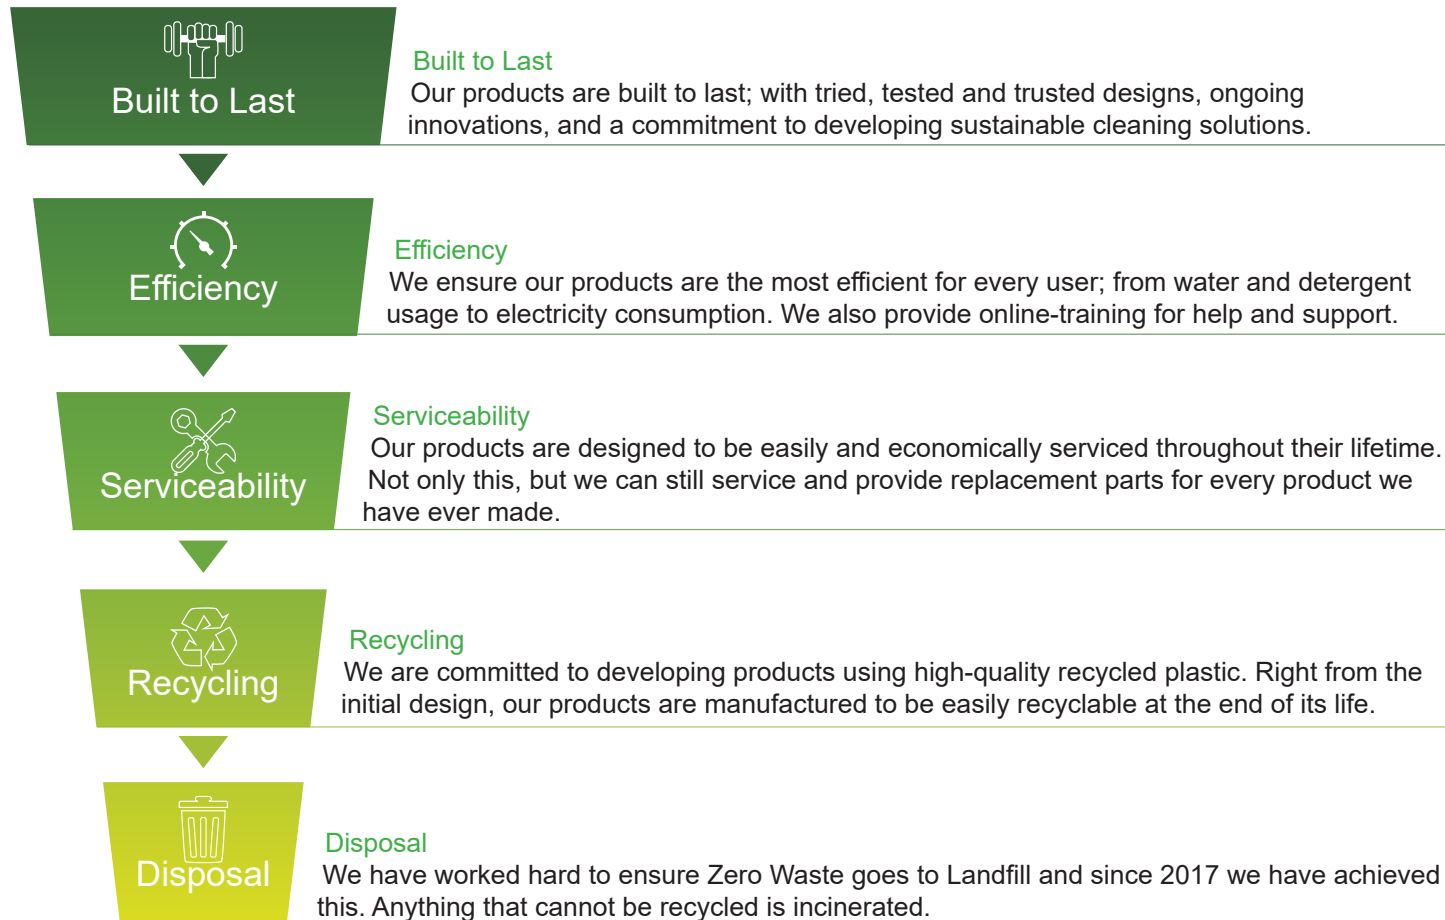 Built to Last
Built to Last
Our products are built to last; with tried, tested and trusted designs, ongoing
innovations, and a commitment to developing sustainable cleaning solutions.
Efficiency
Efficiency
We ensure our products are the most efficient for every user; from water and detergent
usage to electricity consumption. We also provide online-training for help and support.
Serviceability
Serviceability
Our products are designed to be easily and economically serviced throughout their lifetime.
Not only this, but we can still service and provide replacement parts for every product we
have ever made.
Recycling
Recycling
We are committed to developing products using high-quality recycled plastic. Right from the
initial design, our products are manufactured to be easily recyclable at the end of its life.
Disposal
Disposal
We have worked hard to ensure Zero Waste goes to Landfill and since 2017 we have achieved
this. Anything that cannot be recycled is incinerated.